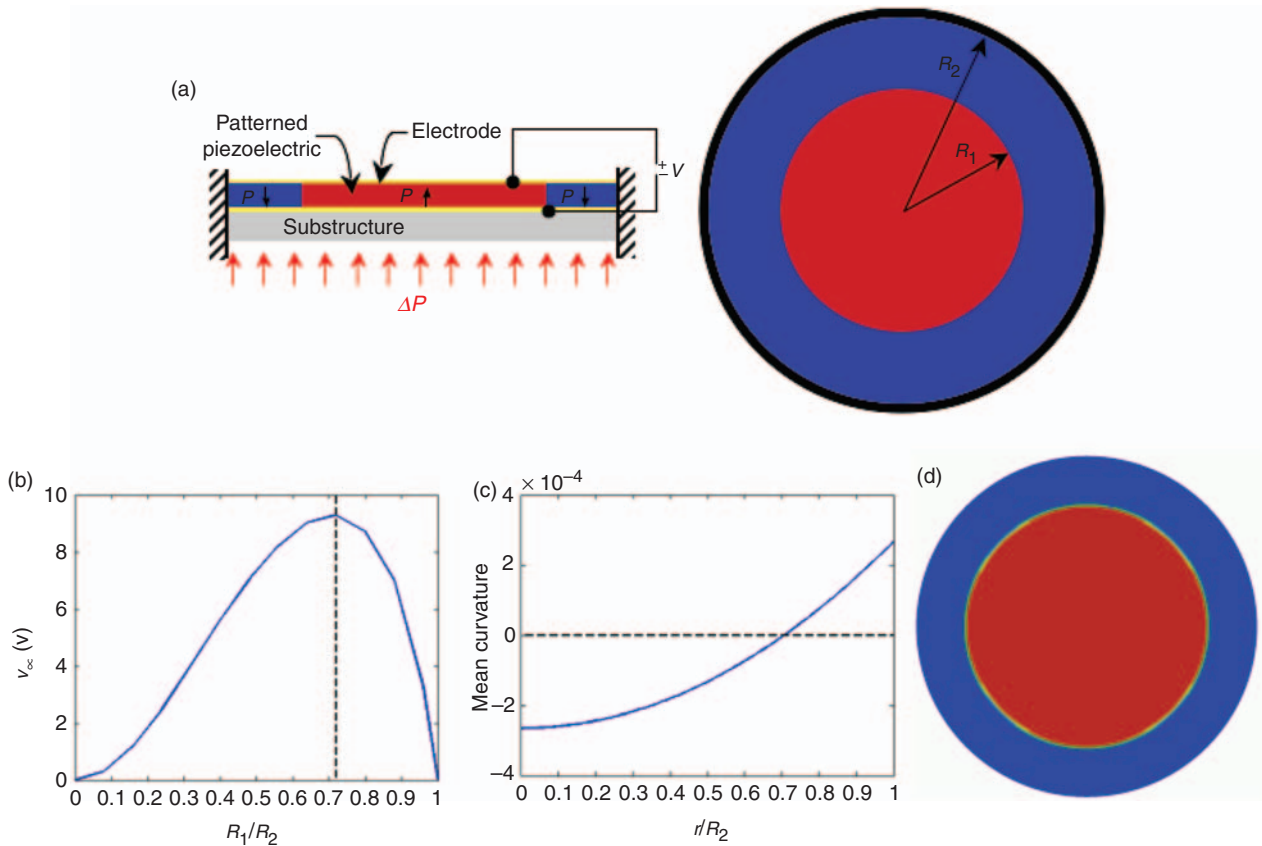 (a)
Patterned
piezoelectric
Electrode
P
P
P
± V
Substructure
ΔP
R2
R1
(b)
10
8
6
4
2
0
v∝ (v)
0 0.1 0.2 0.3 0.4 0.5 0.6 0.7 0.8 0.9 1
R1/R2
(c)
4 × 10−4
2
0
−2
−4
Mean curvature
0 0.1 0.2 0.3 0.4 0.5 0.6 0.7 0.8 0.9 1
r/R2
(d)